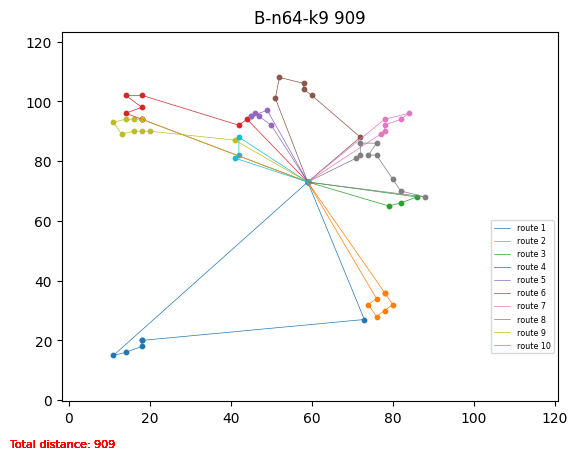 B-n64-k9 909
120
100
80
60
40
20
0
0 20 40 60 80 100 120
route 1
route 2
route 3
route 4
route 5
route 6
route 7
route 8
route 9
route 10
Total distance: 909